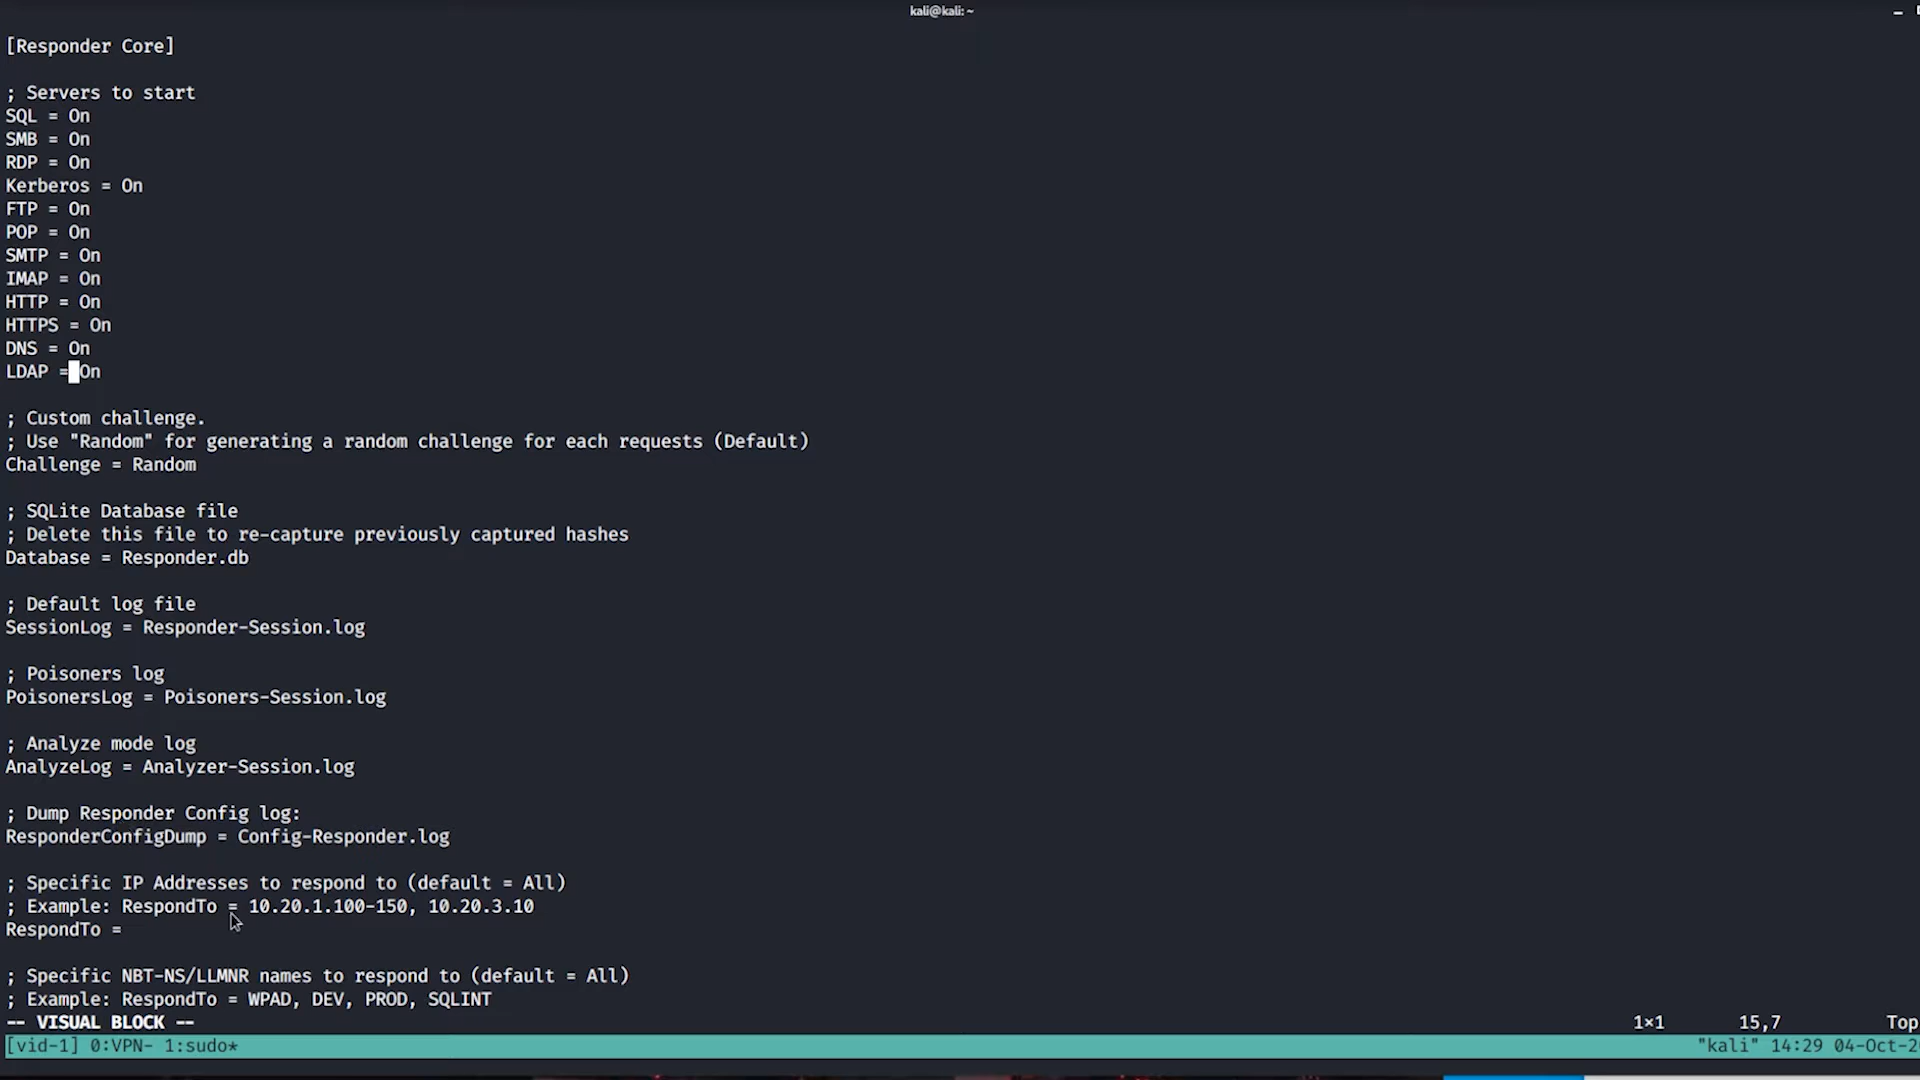 kali@kali: ~
[Responder Core]
; Servers to start
SQL = On
SMB = On
RDP = On
Kerberos = On
FTP = On
POP = On
SMTP = On
IMAP = On
HTTP = On
HTTPS = On
DNS = On
LDAP = On
; Custom challenge.
; Use "Random" for generating a random challenge for each requests (Default)
Challenge = Random
; SQLite Database file
; Delete this file to re-capture previously captured hashes
Database = Responder.db
; Default log file
SessionLog = Responder-Session.log
; Poisoners log
PoisonersLog = Poisoners-Session.log
; Analyze mode log
AnalyzeLog = Analyzer-Session.log
; Dump Responder Config log:
ResponderConfigDump = Config-Responder.log
; Specific IP Addresses to respond to (default = All)
; Example: RespondTo = 10.20.1.100-150, 10.20.3.10
RespondTo =
; Specific NBT-NS/LLMNR names to respond to (default = All)
; Example: RespondTo = WPAD, DEV, PROD, SQLINT
-- VISUAL BLOCK -- 1×1 15,7 Top
[vid-1] 0:VPN- 1:sudo* "kali" 14:29 04-Oct-2